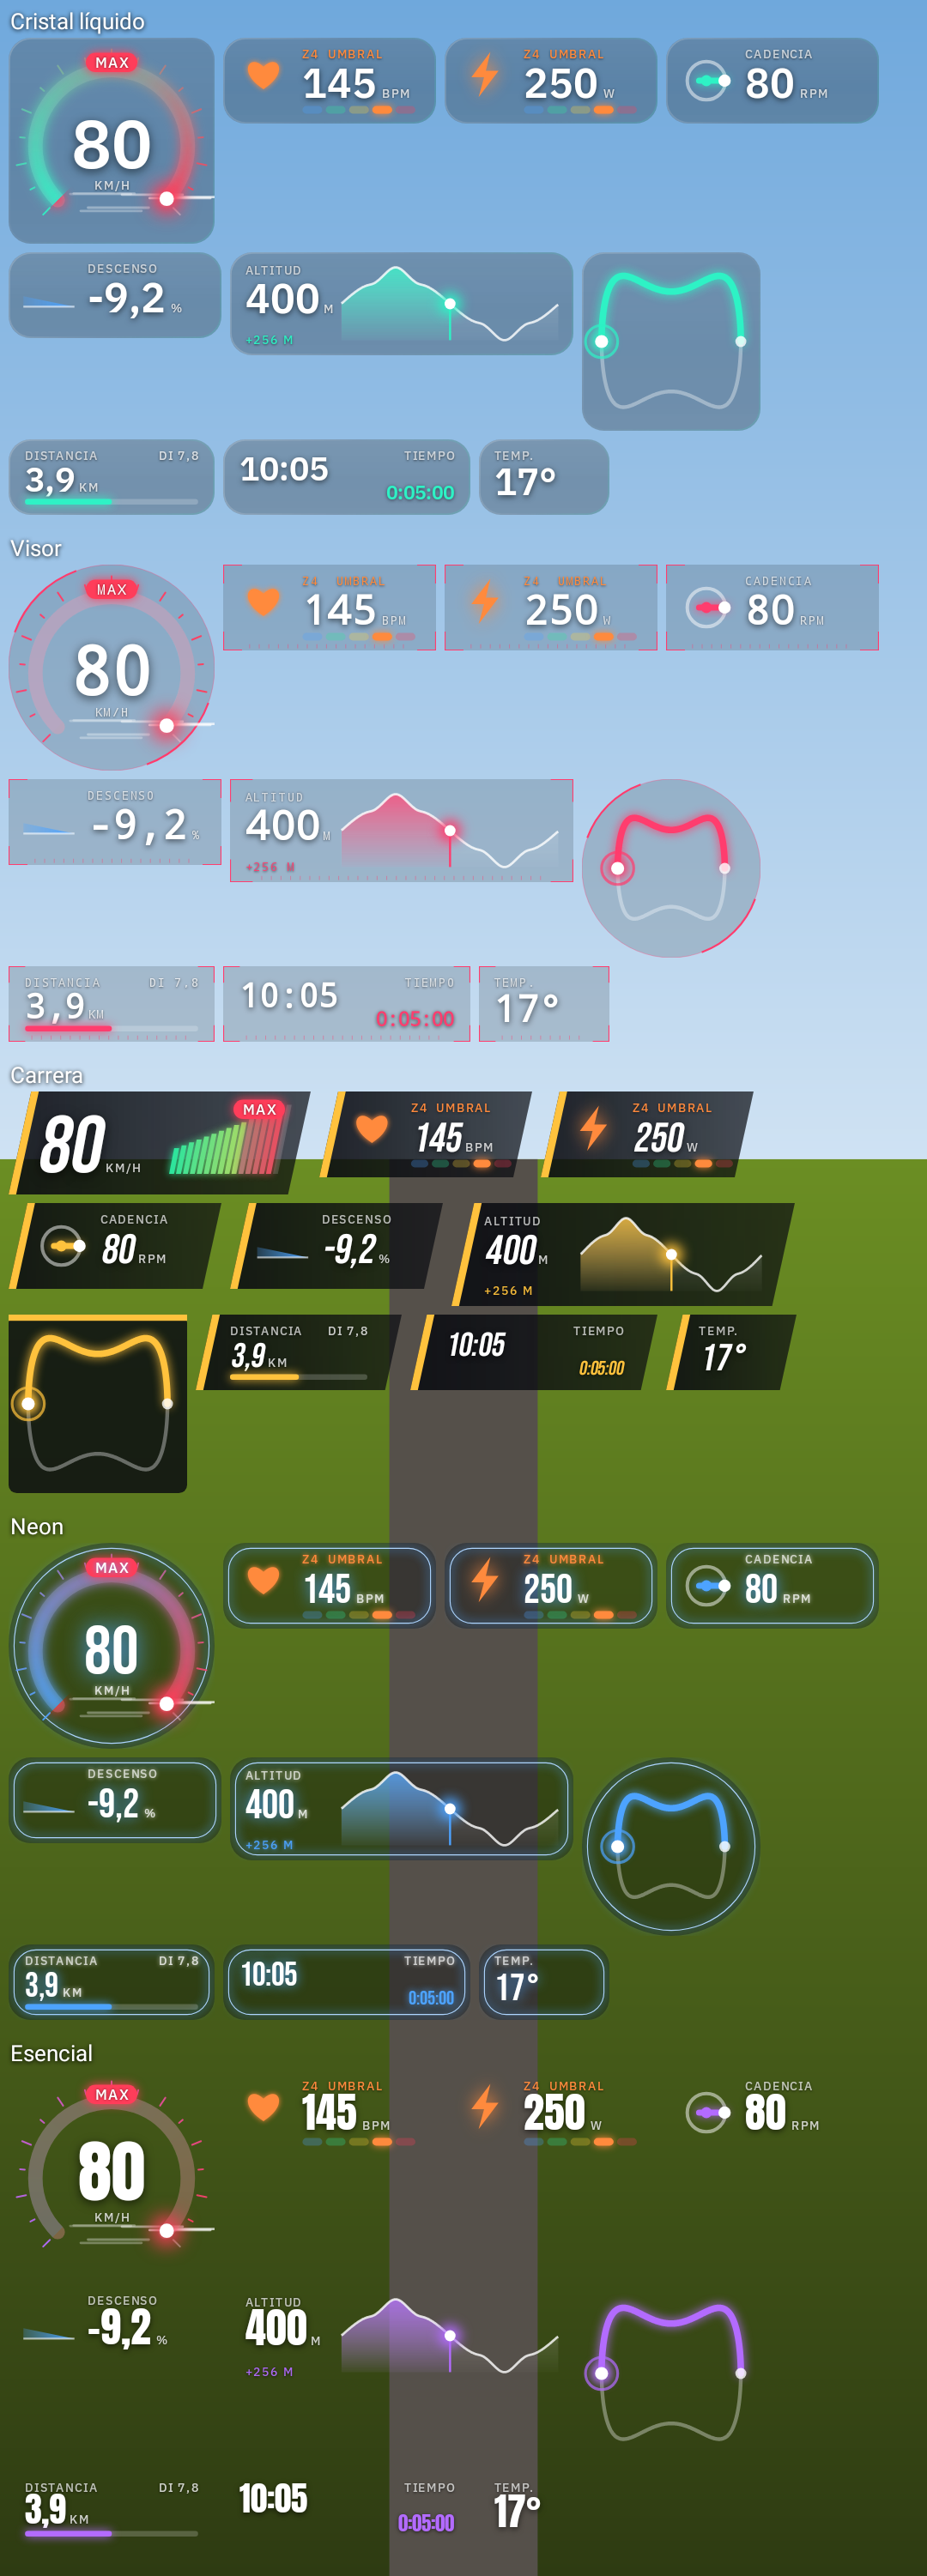 Cristal líquido
MAX
80
KM/H
Z4 UMBRAL
145 BPM
Z4 UMBRAL
250 W
CADENCIA
80 RPM
DESCENSO
-9,2 %
ALTITUD
400 M
+256 M
DISTANCIA DI 7,8
3,9 KM
10:05 TIEMPO
0:05:00
TEMP.
17°
Visor
MAX
80
KM/H
Z4 UMBRAL
145 BPM
Z4 UMBRAL
250 W
CADENCIA
80 RPM
DESCENSO
-9,2 %
ALTITUD
400 M
+256 M
DISTANCIA DI 7.8
3,9 KM
10:05 TIEMPO
0:05:00
TEMP.
17°
Carrera
MAX
80 KM/H
Z4 UMBRAL
145 BPM
Z4 UMBRAL
250 W
CADENCIA
80 RPM
DESCENSO
-9,2 %
ALTITUD
400 M
+256 M
DISTANCIA DI 7,8
3,9 KM
10:05 TIEMPO
0:05:00
TEMP.
17°
Neon
MAX
80
KM/H
Z4 UMBRAL
145 BPM
Z4 UMBRAL
250 W
CADENCIA
80 RPM
DESCENSO
-9,2 %
ALTITUD
400 M
+256 M
DISTANCIA DI 7,8
3,9 KM
10:05 TIEMPO
0:05:00
TEMP.
17°
Esencial
MAX
80
KM/H
Z4 UMBRAL
145 BPM
Z4 UMBRAL
250 W
CADENCIA
80 RPM
DESCENSO
-9,2 %
ALTITUD
400 M
+256 M
DISTANCIA DI 7,8
3,9 KM
10:05 TIEMPO
0:05:00
TEMP.
17°